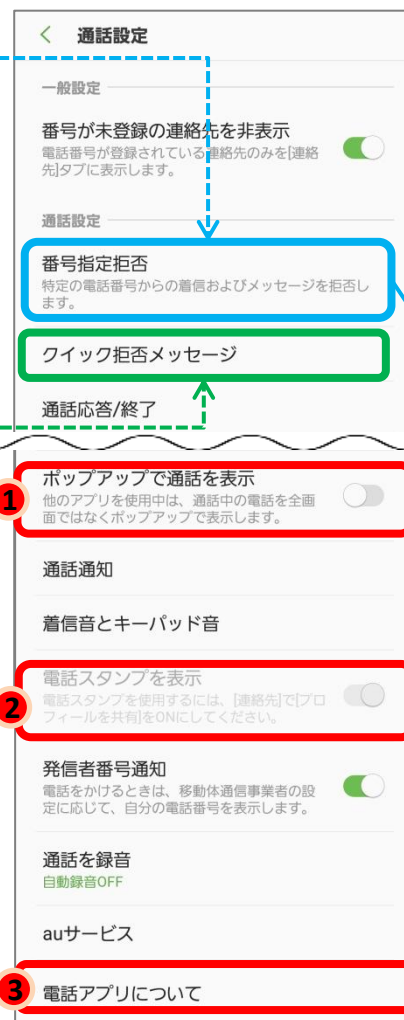 通話設定
一般設定
番号が未登録の連絡先を非表示
電話番号が登録されている連絡先のみを[連絡
先]タブに表示します。
通話設定
番号指定拒否
特定の電話番号からの着信およびメッセージを拒否し
ます。
クイック拒否メッセージ
通話応答/終了
ポップアップで通話を表示
1
他のアプリを使用中は、通話中の電話を全画
面ではなくポップアップで表示します。
通話通知
着信音とキーパッド音
電話スタンプを表示
2
電話スタンプを使用するには、[連絡先]で[プロ
フィールを共有]をONにしてください。
発信者番号通知
電話をかけるときは、移動体通信事業者の設
定に応じて、自分の電話番号を表示します。
通話を録音
自動録音OFF
auサービス
3
電話アプリについて